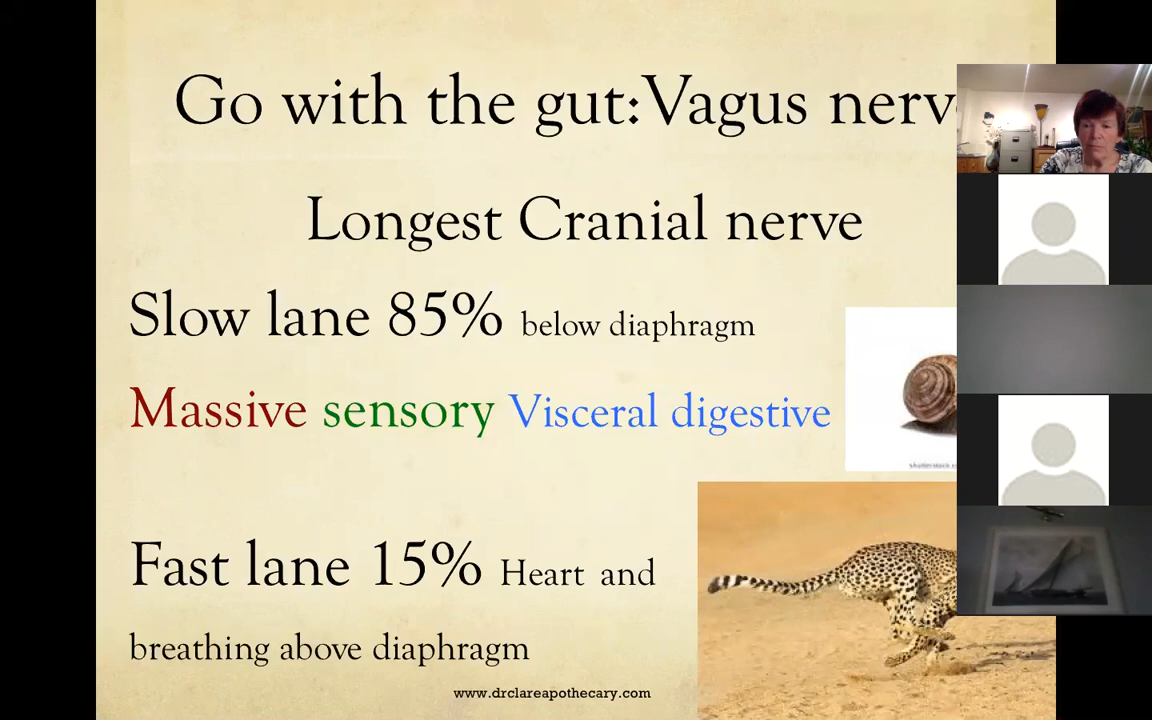 Go with the gut:Vagus nerv
Longest Cranial nerve
Slow lane 85% below diaphragm
Massive sensory Visceral digestive
Fast lane 15% Heart and
breathing above diaphragm
www.drclareapothecary.com